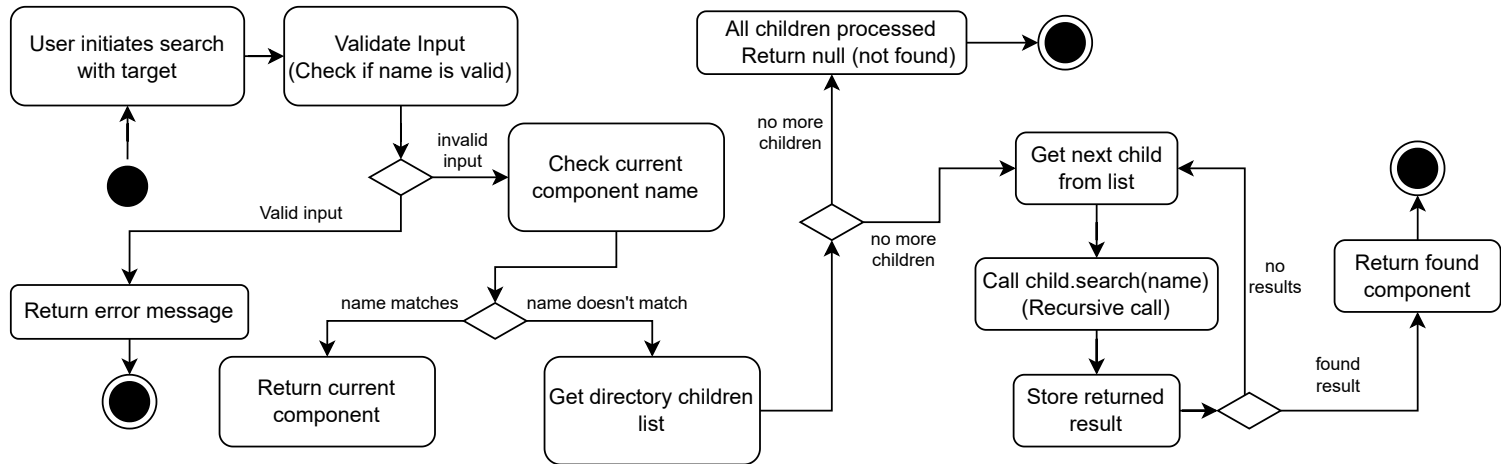 User initiates search
with target
Validate Input
(Check if name is valid)
invalid
input
Valid input
Return error message
Check current
component name
name matches
name doesn't match
Return current
component
Get directory children
list
no more
children
All children processed
Return null (not found)
no more
children
Get next child
from list
Call child.search(name)
(Recursive call)
Store returned
result
no
results
found
result
Return found
component